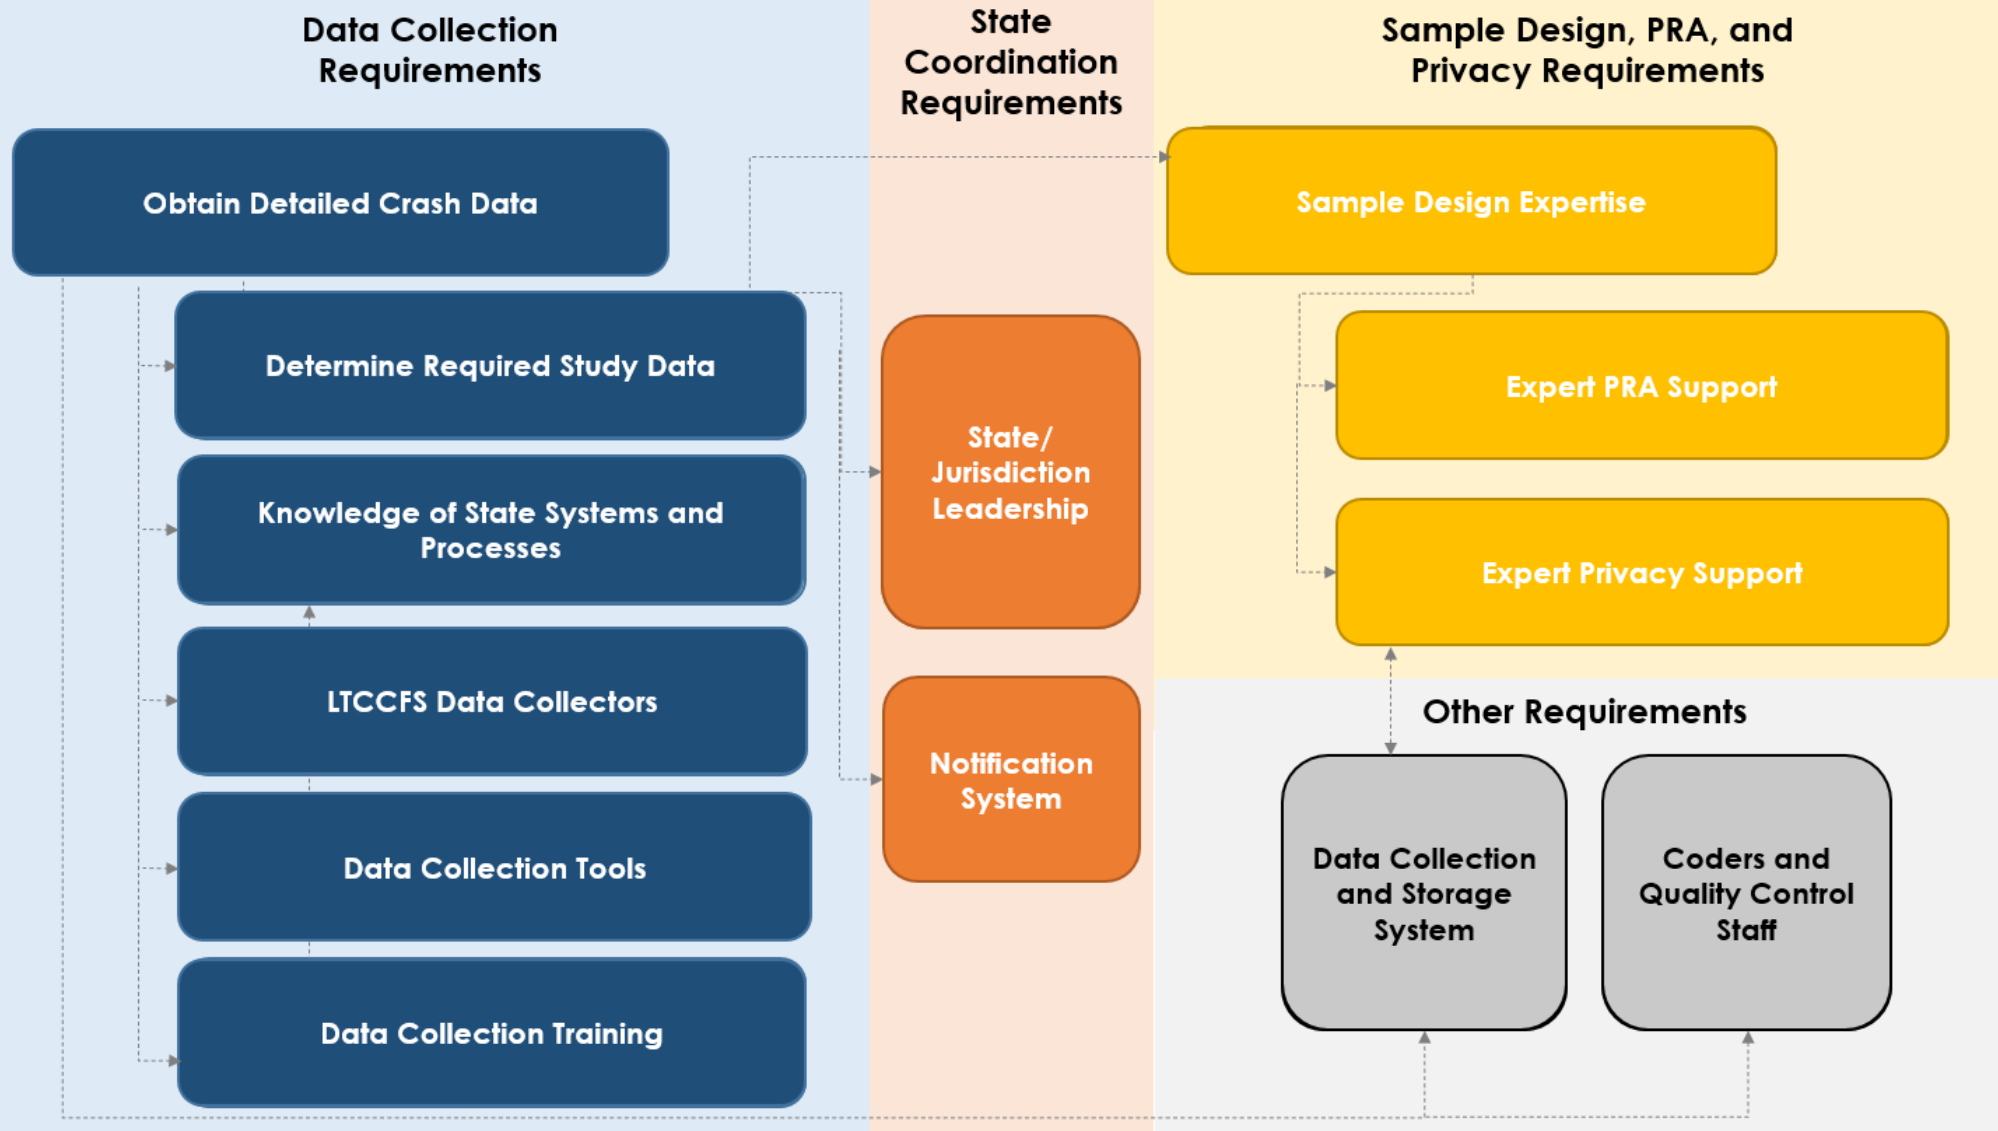 Data Collection
Requirements
Obtain Detailed Crash Data
Determine Required Study Data
Knowledge of State Systems and
Processes
LTCCFS Data Collectors
Data Collection Tools
Data Collection Training
State
Coordination
Requirements
State/
Jurisdiction
Leadership
Notification
System
Sample Design, PRA, and
Privacy Requirements
Sample Design Expertise
Expert PRA Support
Expert Privacy Support
Other Requirements
Data Collection
and Storage
System
Coders and
Quality Control
Staff